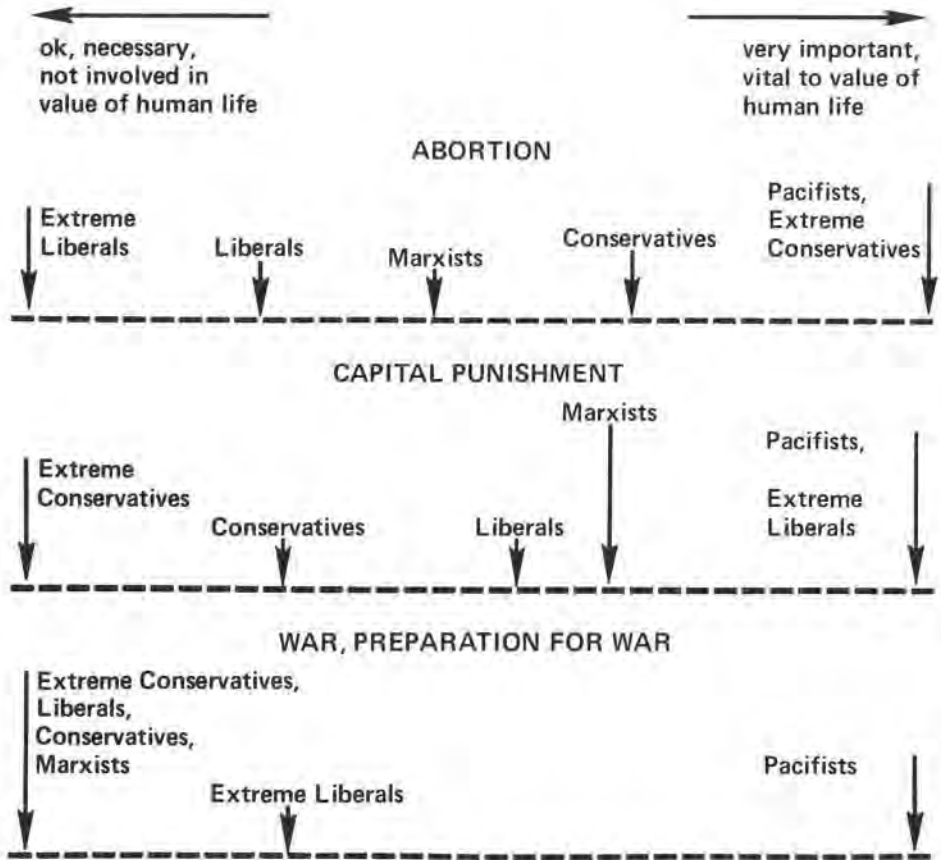 ok, necessary,
not involved in
value of human life
very important,
vital to value of
human life
ABORTION
Extreme
Liberals
Liberals
Marxists
Conservatives
Pacifists,
Extreme
Conservatives
CAPITAL PUNISHMENT
Extreme
Conservatives
Conservatives
Liberals
Marxists
Pacifists,
Extreme
Liberals
WAR, PREPARATION FOR WAR
Extreme Conservatives,
Liberals,
Conservatives,
Marxists
Extreme Liberals
Pacifists